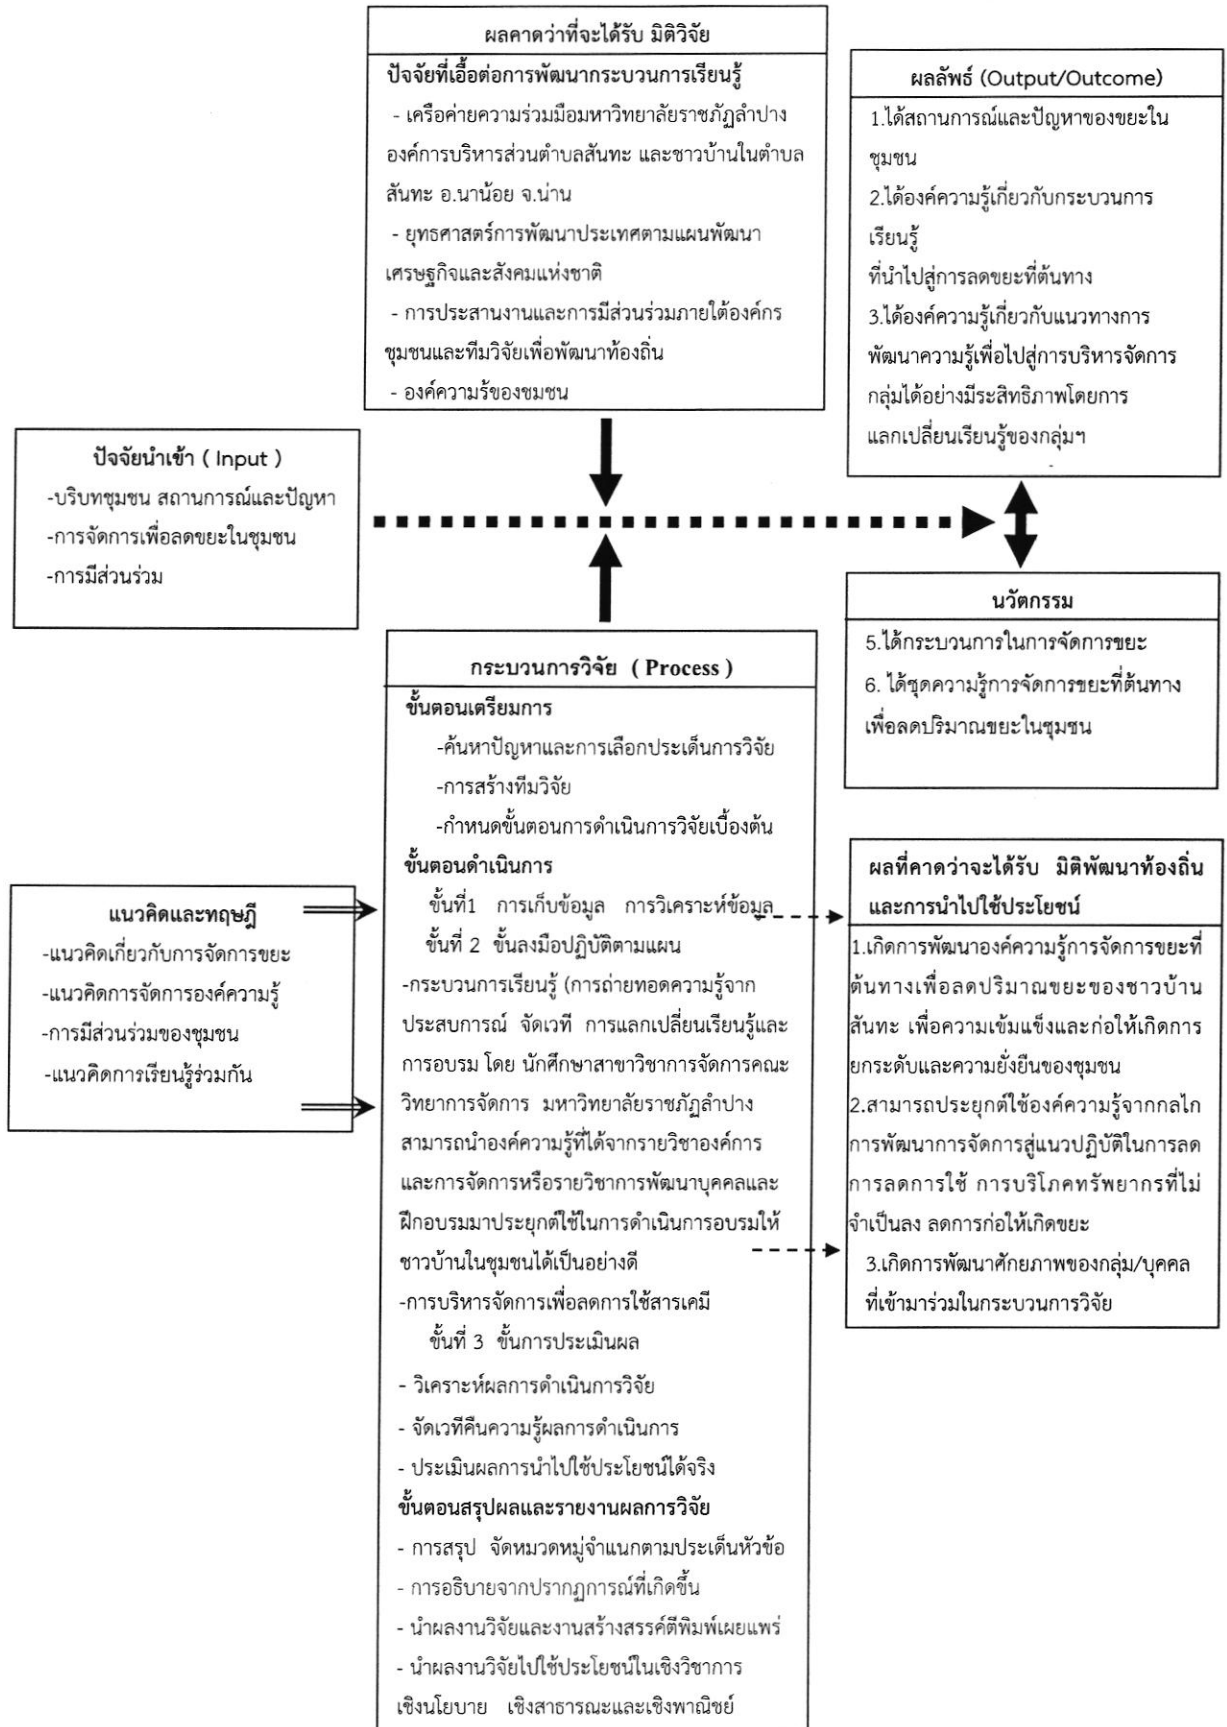 ผลคาดว่าที่จะได้รับ มิติวิจัย
ปัจจัยที่เอื้อต่อการพัฒนากระบวนการเรียนรู้
- เครือค่ายความร่วมมือมหาวิทยาลัยราชภัฏลำปาง
องค์การบริหารส่วนตำบลสันทะ และชาวบ้านในตำบล
สันทะ อ.นาน้อย จ.น่าน
- ยุทธศาสตร์การพัฒนาประเทศตามแผนพัฒนา
เศรษฐกิจและสังคมแห่งชาติ
- การประสานงานและการมีส่วนร่วมภายใต้องค์กร
ชุมชนและทีมวิจัยเพื่อพัฒนาท้องถิ่น
- องค์ความรู้ของชุมชน
ผลลัพธ์ (Output/Outcome)
1.ได้สถานการณ์และปัญหาของขยะใน
ชุมชน
2.ได้องค์ความรู้เกี่ยวกับกระบวนการ
เรียนรู้
ที่นำไปสู่การลดขยะที่ต้นทาง
3.ได้องค์ความรู้เกี่ยวกับแนวทางการ
พัฒนาความรู้เพื่อไปสู่การบริหารจัดการ
กลุ่มได้อย่างมีระสิทธิภาพโดยการ
แลกเปลี่ยนเรียนรู้ของกลุ่มฯ
ปัจจัยนำเข้า ( Input )
-บริบทชุมชน สถานการณ์และปัญหา
-การจัดการเพื่อลดขยะในชุมชน
-การมีส่วนร่วม
นวัตกรรม
5.ได้กระบวนการในการจัดการขยะ
6. ได้ชุดความรู้การจัดการขยะที่ต้นทาง
เพื่อลดปริมาณขยะในชุมชน
กระบวนการวิจัย ( Process )
ขั้นตอนเตรียมการ
-ค้นหาปัญหาและการเลือกประเด็นการวิจัย
-การสร้างทีมวิจัย
-กำหนดขั้นตอนการดำเนินการวิจัยเบื้องต้น
ขั้นตอนดำเนินการ
ขั้นที่1 การเก็บข้อมูล การวิเคราะห์ข้อมูล
ขั้นที่ 2 ขั้นลงมือปฏิบัติตามแผน
-กระบวนการเรียนรู้ (การถ่ายทอดความรู้จาก
ประสบการณ์ จัดเวที การแลกเปลี่ยนเรียนรู้และ
การอบรม โดย นักศึกษาสาขาวิชาการจัดการคณะ
วิทยาการจัดการ มหาวิทยาลัยราชภัฏลำปาง
สามารถนำองค์ความรู้ที่ได้จากรายวิชาองค์การ
และการจัดการหรือรายวิชาการพัฒนาบุคคลและ
ฝึกอบรมมาประยุกต์ใช้ในการดำเนินการอบรมให้
ชาวบ้านในชุมชนได้เป็นอย่างดี
-การบริหารจัดการเพื่อลดการใช้สารเคมี
ขั้นที่ 3 ขั้นการประเมินผล
- วิเคราะห์ผลการดำเนินการวิจัย
- จัดเวทีคืนความรู้ผลการดำเนินการ
- ประเมินผลการนำไปใช้ประโยชน์ได้จริง
ขั้นตอนสรุปผลและรายงานผลการวิจัย
- การสรุป จัดหมวดหมู่จำแนกตามประเด็นหัวข้อ
- การอธิบายจากปรากฏการณ์ที่เกิดขึ้น
- นำผลงานวิจัยและงานสร้างสรรค์ตีพิมพ์เผยแพร่
- นำผลงานวิจัยไปใช้ประโยชน์ในเชิงวิชาการ
เชิงนโยบาย เชิงสาธารณะและเชิงพาณิชย์
แนวคิดและทฤษฎี
-แนวคิดเกี่ยวกับการจัดการขยะ
-แนวคิดการจัดการองค์ความรู้
-การมีส่วนร่วมของชุมชน
-แนวคิดการเรียนรู้ร่วมกัน
ผลที่คาดว่าจะได้รับ มิติพัฒนาท้องถิ่น
และการนำไปใช้ประโยชน์
1.เกิดการพัฒนาองค์ความรู้การจัดการขยะที่
ต้นทางเพื่อลดปริมาณขยะของชาวบ้าน
สันทะ เพื่อความเข้มแข็งและก่อให้เกิดการ
ยกระดับและความยั่งยืนของชุมชน
2.สามารถประยุกต์ใช้องค์ความรู้จากกลไก
การพัฒนาการจัดการสู่แนวปฏิบัติในการลด
การลดการใช้ การบริโภคทรัพยากรที่ไม่
จำเป็นลง ลดการก่อให้เกิดขยะ
3.เกิดการพัฒนาศักยภาพของกลุ่ม/บุคคล
ที่เข้ามาร่วมในกระบวนการวิจัย